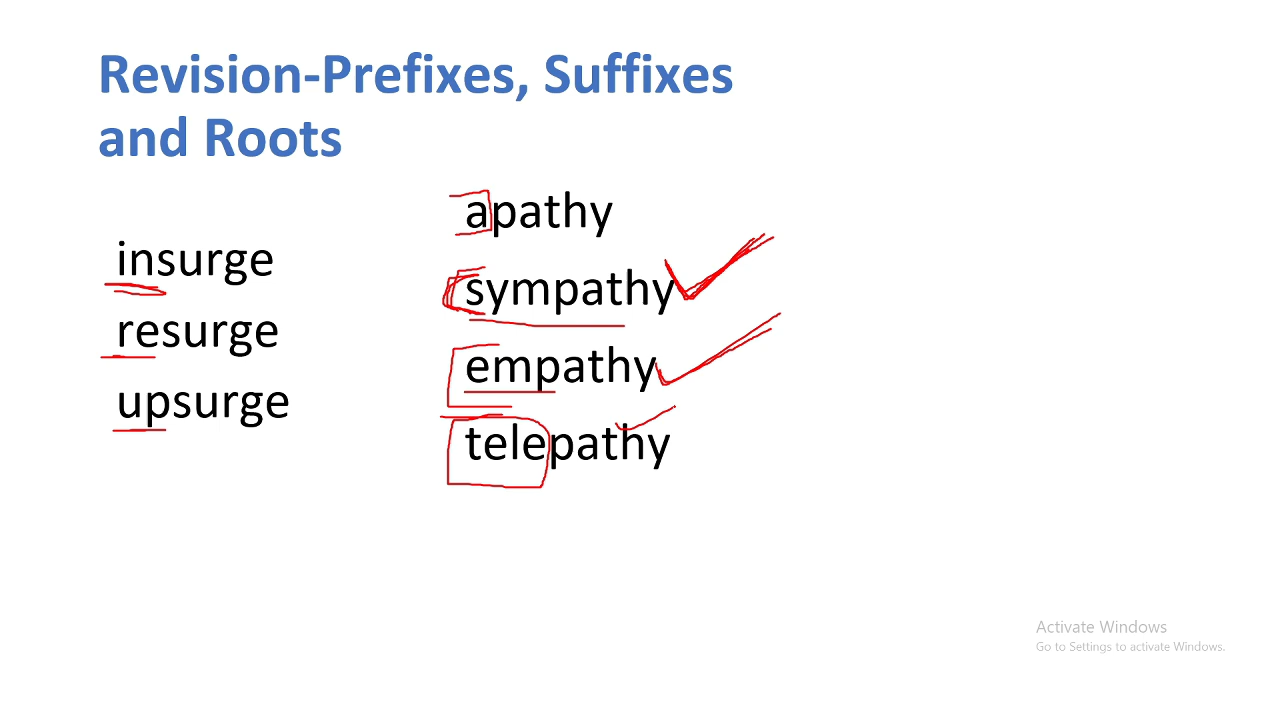 Revision-Prefixes, Suffixes
and Roots
insurge
resurge
upsurge
apathy
sympathy
empathy
telepathy
Activate Windows
Go to Settings to activate Windows.